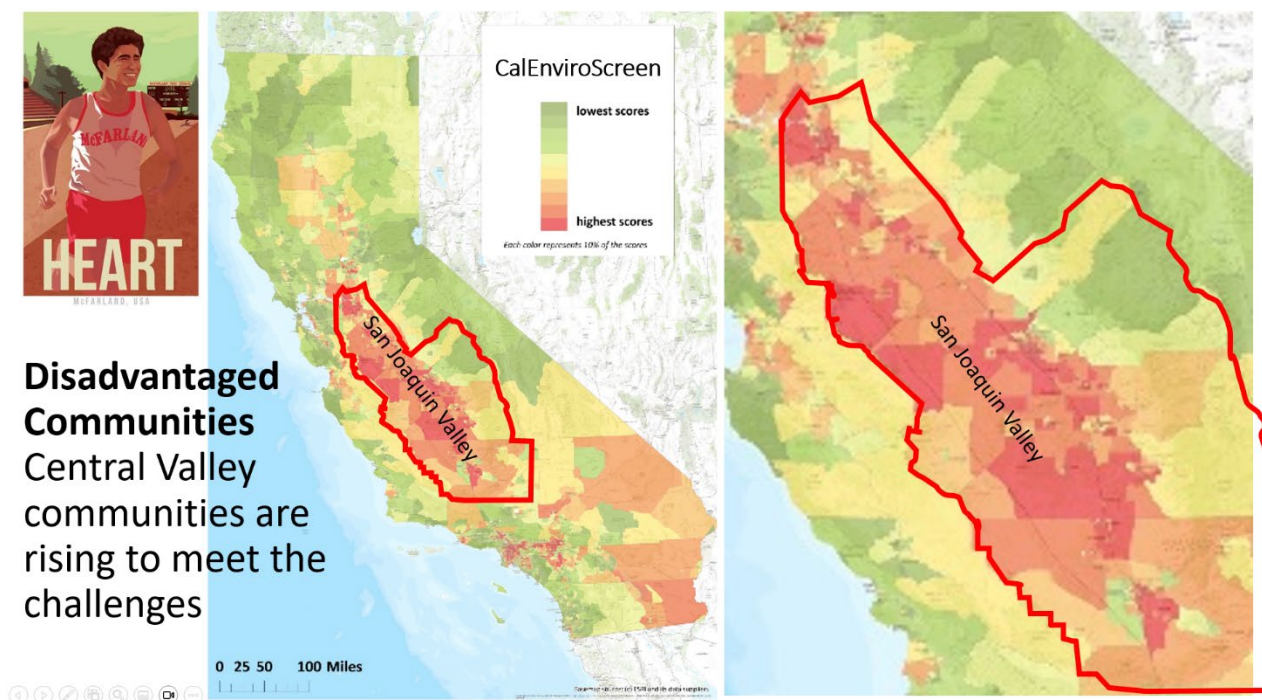 McFARLAN
HEART
McFARLAND, USA
Disadvantaged
Communities
Central Valley
communities are
rising to meet the
challenges
CalEnviroScreen
lowest scores
highest scores
Each color represents 10% of the scores
San Joaquin Valley
0 25 50 100 Miles
San Joaquin Valley